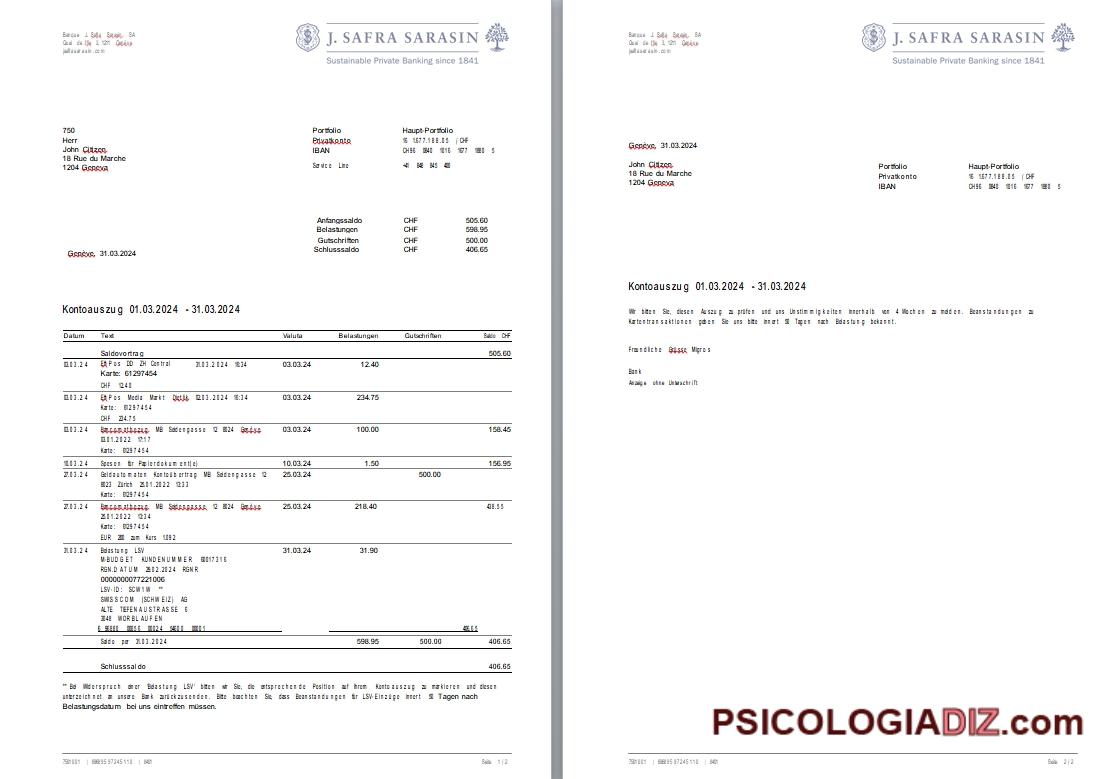 Banque J. Safra Sarasin, SA
Quai de l'Ile 3, 1211 Genève
jsafrasarasin.com
J. SAFRA SARASIN
Sustainable Private Banking since 1841
750
Herr
John Citizen
18 Rue du Marche
1204 Geneva
Portfolio Haupt-Portfolio
Privatkonto 16 1.677.188.05 / CHF
IBAN CH96 0840 1016 1677 1880 5
Service Line +41 848 845 400
Anfangssaldo CHF 505.60
Belastungen CHF 598.95
Gutschriften CHF 500.00
Schlusssaldo CHF 406.65
Genève, 31.03.2024
Kontoauszug 01.03.2024 - 31.03.2024
Datum Text Valuta Belastungen Gutschriften Saldo CHF
Saldovortrag 505.60
03.03.24 Eft Pos DD ZH Central 31.03.2024 16:34 03.03.24 12.40
Karte: 61297454
CHF 12.40
03.03.24 Eft Pos Media Markt 02.03.2024 16:34 03.03.24 234.75
Karte: 61297454
CHF 234.75
03.03.24 Bancomatbezug MB Seidengasse 12 8024 Genève 03.03.24 100.00 158.45
03.01.2022 17:17
Karte: 61297454
10.03.24 Spesen für Papierdokument(e) 10.03.24 1.50 156.95
27.03.24 Geldautomaten Kontoübertrag MB Seidengasse 12 25.03.24 500.00
8023 Zürich 25.01.2022 13:33
Karte: 61297454
27.03.24 Bancomatbezug MB Seidengasse 12 8024 Genève 25.03.24 218.40 438.55
25.01.2022 13:34
Karte: 61297454
EUR 200 zum Kurs 1.092
31.03.24 Belastung LSV 31.03.24 31.90
M-BUDGET KUNDENUMMER 60017316
RGN.DATUM 26.02.2024 RGNR
0000000077221006
LSV-ID: SCW1W **
SWISSCOM (SCHWEIZ) AG
ALTE TIEFENAUSTRASSE 6
3048 WORBLAUFEN
6 96880 00656 00024 54600 00001 406.65
Saldo per 31.03.2024 598.95 500.00 406.65
Schlusssaldo 406.65
** Bei Widerspruch einer 'Belastung LSV' bitten wir Sie, die entsprechende Position auf Ihrem Kontoauszug zu markieren und diesen
unterzeichnet an unsere Bank zurückzusenden. Bitte beachten Sie, dass Beanstandungen für LSV-Einzüge innert 30 Tagen nach
Belastungsdatum bei uns eintreffen müssen.
Seite 1/2
Banque J. Safra Sarasin, SA
Quai de l'Ile 3, 1211 Genève
jsafrasarasin.com
J. SAFRA SARASIN
Sustainable Private Banking since 1841
Genève, 31.03.2024
John Citizen
18 Rue du Marche
1204 Geneva
Portfolio Haupt-Portfolio
Privatkonto 16 1.677.188.05 / CHF
IBAN CH96 0840 1016 1677 1880 5
Kontoauszug 01.03.2024 - 31.03.2024
Wir bitten Sie, diesen Auszug zu prüfen und uns Unstimmigkeiten innerhalb von 4 Wochen zu melden. Beanstandungen zu
Kartentransaktionen geben Sie uns bitte innert 30 Tagen nach Belastung bekannt.
Freundliche Grüsse Migros
Bank
Anzeige ohne Unterschrift
PSICOLOGIADIZ.com
Seite 2/2